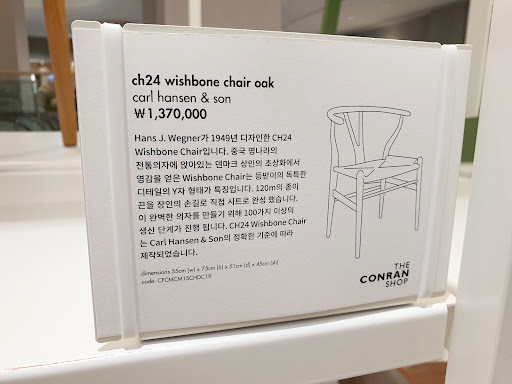 ch24 wishbone chair oak
carl hansen & son
₩1,370,000
Hans J. Wegner가 1949년 디자인한 CH24
Wishbone Chair입니다. 중국 명나라의
전통의자에 앉아있는 덴마크 상인의 초상화에서
영감을 얻은 Wishbone Chair는 등받이의 독특한
디테일의 Y자 형태가 특징입니다. 120m의 종이
끈을 장인의 손길로 직접 시트로 완성 했습니다.
이 완벽한 의자를 만들기 위해 100가지 이상의
생산 단계가 진행 됩니다. CH24 Wishbone Chair
는 Carl Hansen & Son의 정확한 기준에 따라
제작되었습니다.
dimensions 55cm (w) x 75cm (h) x 51cm (d) x 45cm (sh)
code: CFCMCM15CHDC19
THE
CONRAN
SHOP